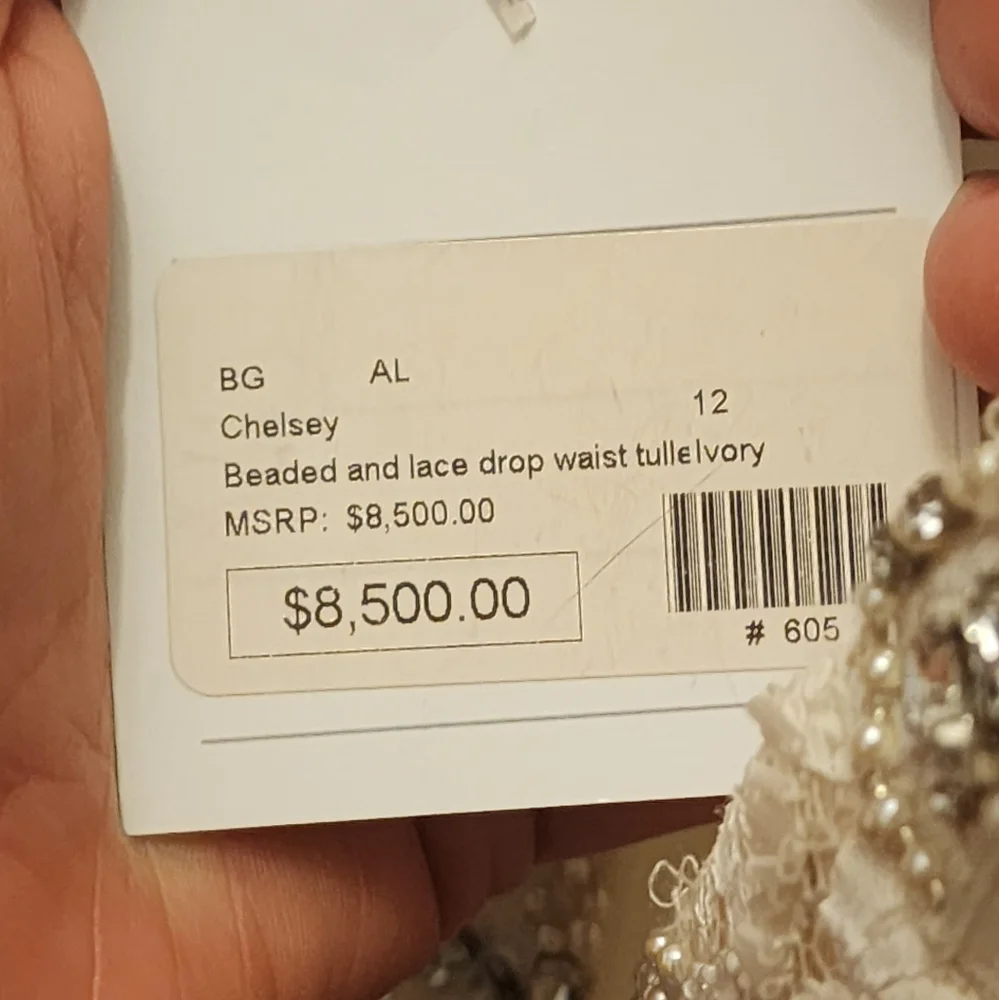 BG AL
Chelsey 12
Beaded and lace drop waist tulleIvory
MSRP: $8,500.00
$8,500.00
# 605